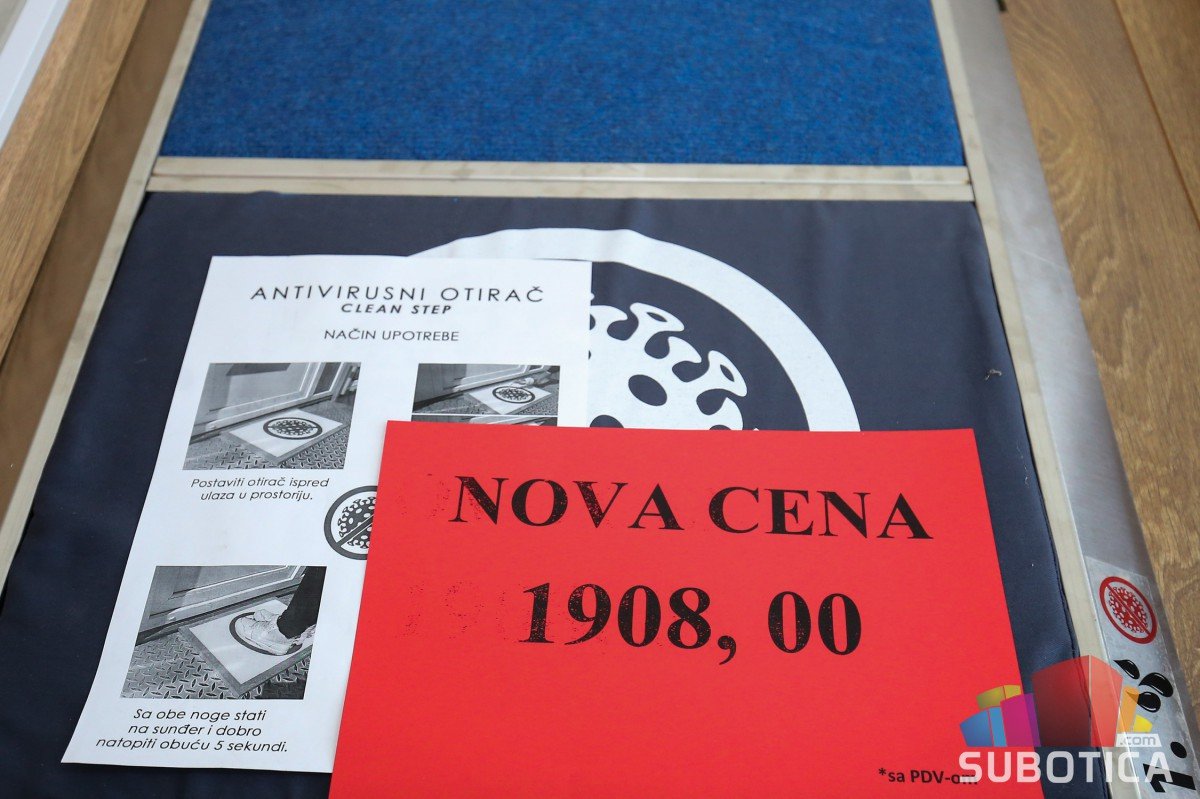 ANTIVIRUSNI OTIRAČ
CLEAN STEP
NAČIN UPOTREBE
Postaviti otirač ispred
ulaza u prostoriju.
Sa obe noge stati
na sunđer i dobro
natopiti obuću 5 sekundi.
NOVA CENA
1908, 00
*sa PDV-om
1.
.com
SUBOTICA